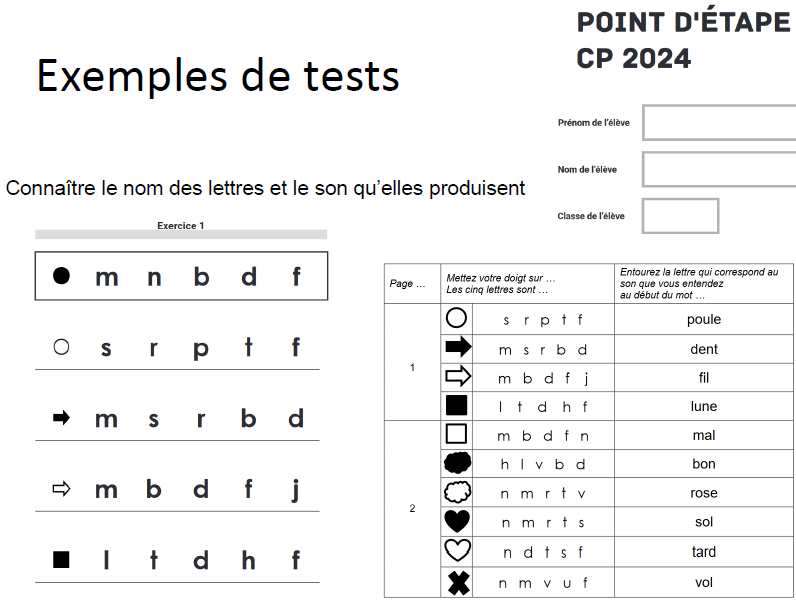 POINT D'ÉTAPE
CP 2024
Exemples de tests
Prénom de l'élève
Nom de l'élève
Classe de l'élève
Connaître le nom des lettres et le son qu'elles produisent
Exercice 1
m n b d f
s r p t f
m s r b d
m b d f j
l t d h f
Page ...
Mettez votre doigt sur ...
Les cinq lettres sont ...
Entourez la lettre qui correspond au
son que vous entendez
au début du mot ...
1
s r p t f poule
m s r b d dent
m b d f j fil
l t d h f lune
2
m b d f n mal
h l v b d bon
n m r t v rose
n m r t s sol
n d t s f tard
n m v u f vol